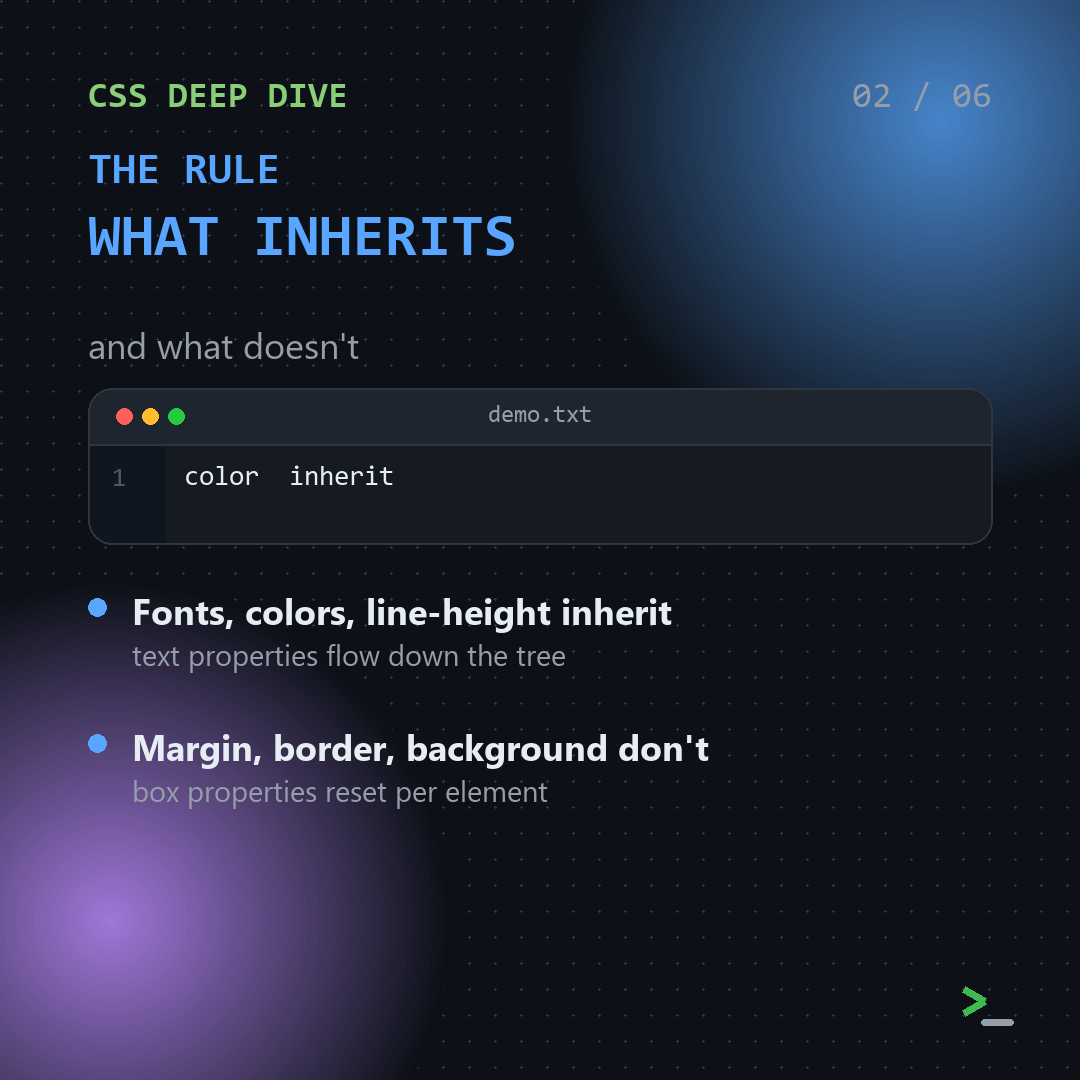 CSS DEEP DIVE
02 / 06
THE RULE
WHAT INHERITS
and what doesn't
demo.txt
1 color  inherit
Fonts, colors, line-height inherit
text properties flow down the tree
Margin, border, background don't
box properties reset per element
>_